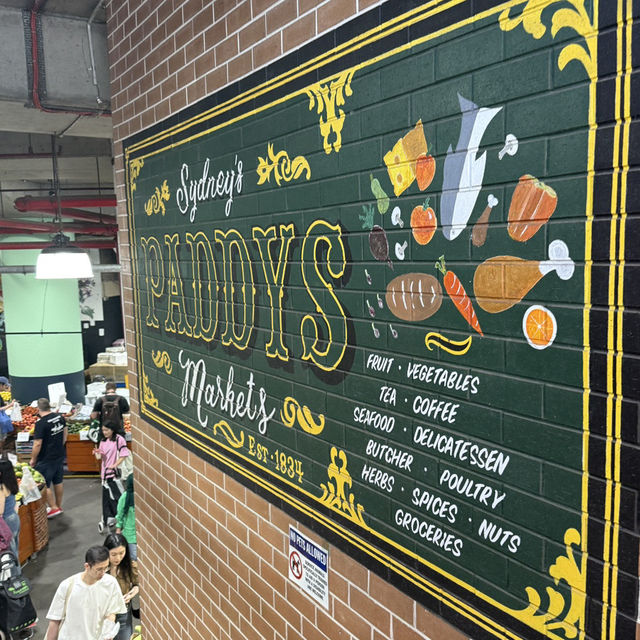 Sydney's
PADDYS
Markets
EST·1834
FRUIT · VEGETABLES
TEA · COFFEE
SEAFOOD · DELICATESSEN
BUTCHER · POULTRY
HERBS · SPICES · NUTS
GROCERIES
NO PETS ALLOWED